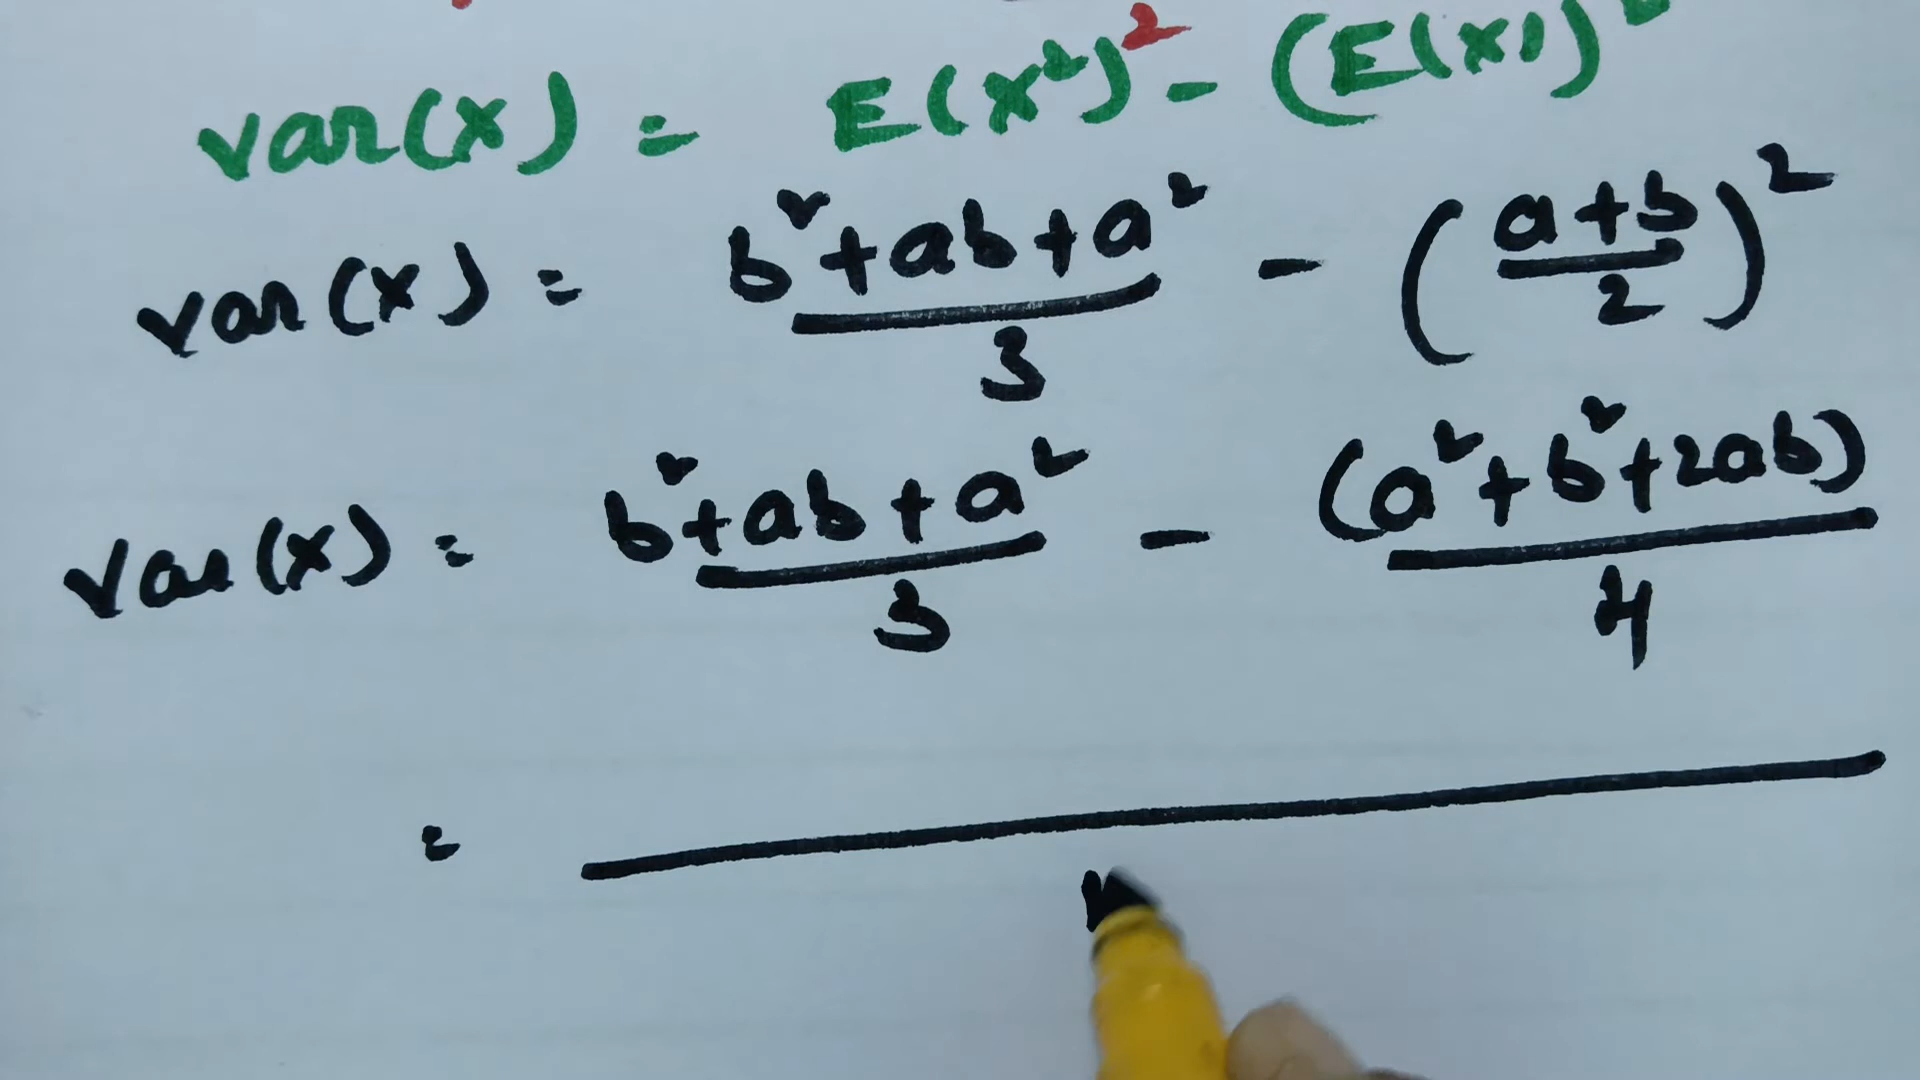 var(x) = E(x²)² - (E(x))²
var(x) = b²+ab+a²/3 - (a+b/2)²
var(x) = b²+ab+a²/3 - (a²+b²+2ab)/4
=